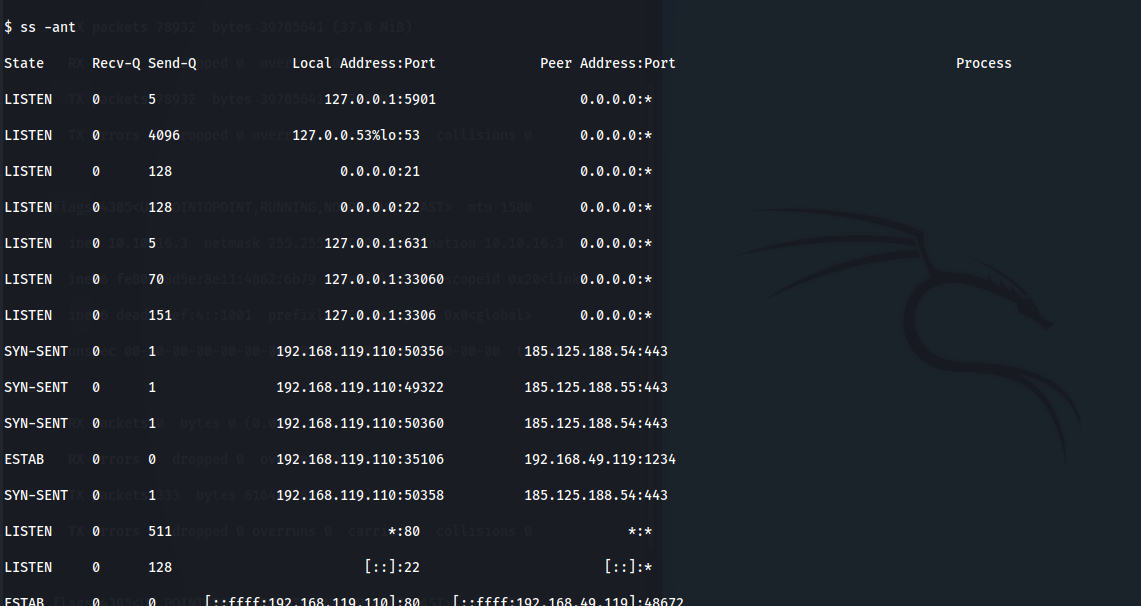 $ ss -ant
State Recv-Q Send-Q Local Address:Port Peer Address:Port Process
LISTEN 0 5 127.0.0.1:5901 0.0.0.0:*
LISTEN 0 4096 127.0.0.53%lo:53 0.0.0.0:*
LISTEN 0 128 0.0.0.0:21 0.0.0.0:*
LISTEN 0 128 0.0.0.0:22 0.0.0.0:*
LISTEN 0 5 127.0.0.1:631 0.0.0.0:*
LISTEN 0 70 127.0.0.1:33060 0.0.0.0:*
LISTEN 0 151 127.0.0.1:3306 0.0.0.0:*
SYN-SENT 0 1 192.168.119.110:50356 185.125.188.54:443
SYN-SENT 0 1 192.168.119.110:49322 185.125.188.55:443
SYN-SENT 0 1 192.168.119.110:50360 185.125.188.54:443
ESTAB 0 0 192.168.119.110:35106 192.168.49.119:1234
SYN-SENT 0 1 192.168.119.110:50358 185.125.188.54:443
LISTEN 0 511 *:80 *:*
LISTEN 0 128 [::]:22 [::]:*
ESTAB 0 0 [::ffff:192.168.119.110]:80 [::ffff:192.168.49.119]:48672